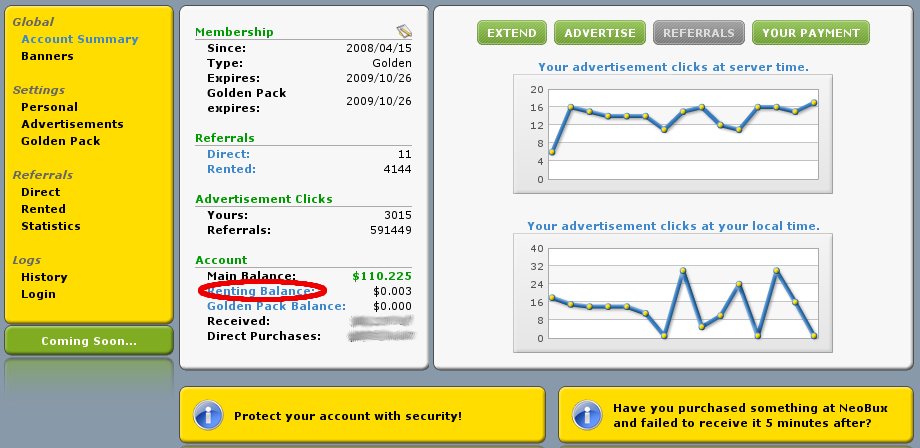 Global
Account Summary
Banners
Settings
Personal
Advertisements
Golden Pack
Referrals
Direct
Rented
Statistics
Logs
History
Login
Coming Soon...
Membership
Since: 2008/04/15
Type: Golden
Expires: 2009/10/26
Golden Pack
expires: 2009/10/26
Referrals
Direct: 11
Rented: 4144
Advertisement Clicks
Yours: 3015
Referrals: 591449
Account
Main Balance: $110.225
Renting Balance: $0.003
Golden Pack Balance: $0.000
Received:
Direct Purchases:
EXTEND ADVERTISE REFERRALS YOUR PAYMENT
Your advertisement clicks at server time.
20
16
12
8
4
0
Your advertisement clicks at your local time.
40
32
24
16
8
0
Protect your account with security!
Have you purchased something at NeoBux
and failed to receive it 5 minutes after?